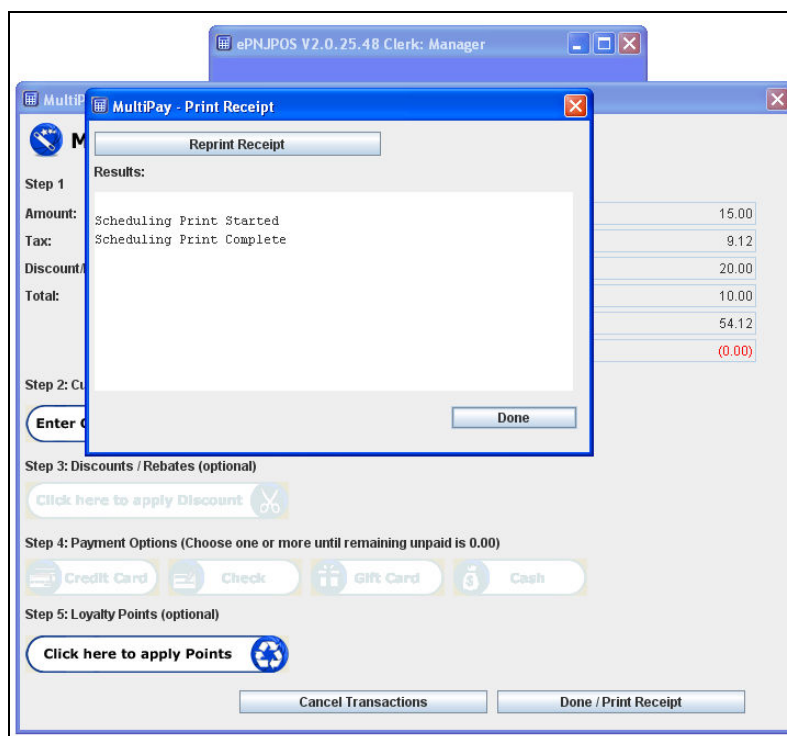 ePNJPOS V2.0.25.48 Clerk: Manager
MultiPay - Print Receipt
Reprint Receipt
Results:
Scheduling Print Started
Scheduling Print Complete
Done
Step 1
Amount: 15.00
Tax: 9.12
20.00
Total: 10.00
54.12
(0.00)
Step 2:
Enter
Step 3: Discounts / Rebates (optional)
Click here to apply Discount
Step 4: Payment Options (Choose one or more until remaining unpaid is 0.00)
Credit Card Check Gift Card Cash
Step 5: Loyalty Points (optional)
Click here to apply Points
Cancel Transactions Done / Print Receipt